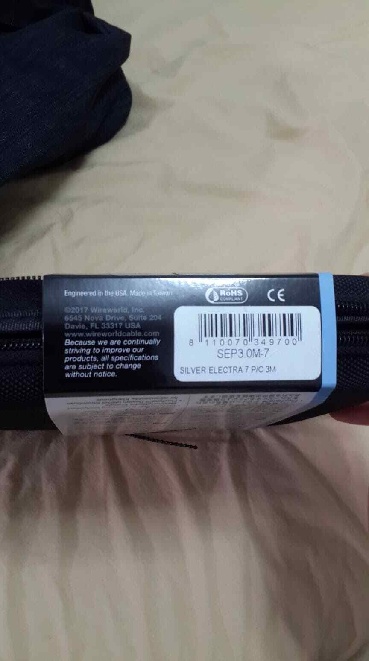 Engineered in the USA. Made in Taiwan
RoHS
COMPLIANT
CE
©2017 Wireworld, Inc.
6545 Nova Drive, Suite 204
Davie, FL 33317 USA
www.wireworldcable.com
Because we are continually
striving to improve our
products, all specifications
are subject to change
without notice.
8 110070 349700
SEP3.0M-7
SILVER ELECTRA 7 P/C 3M